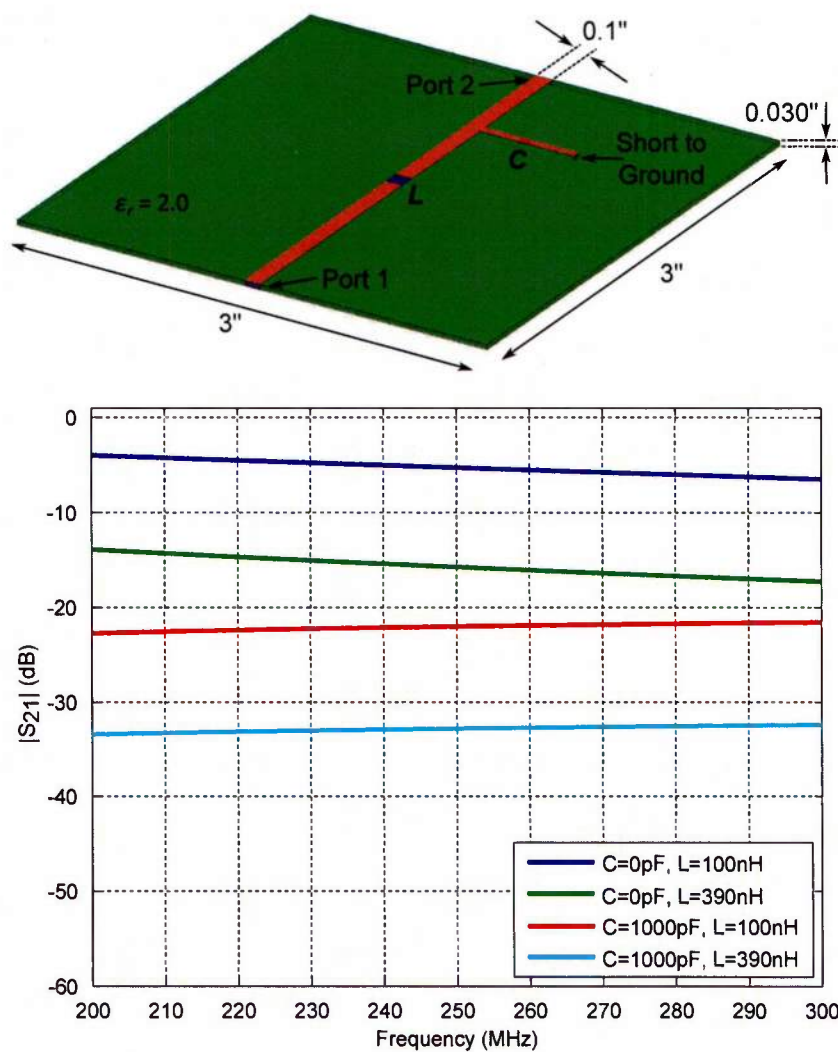 0.1"
Port 2
0.030"
Short to
Ground
C
L
εr = 2.0
Port 1
3"
3"
0
-10
-20
-30
-40
-50
-60
|S21| (dB)
C=0pF, L=100nH
C=0pF, L=390nH
C=1000pF, L=100nH
C=1000pF, L=390nH
200 210 220 230 240 250 260 270 280 290 300
Frequency (MHz)